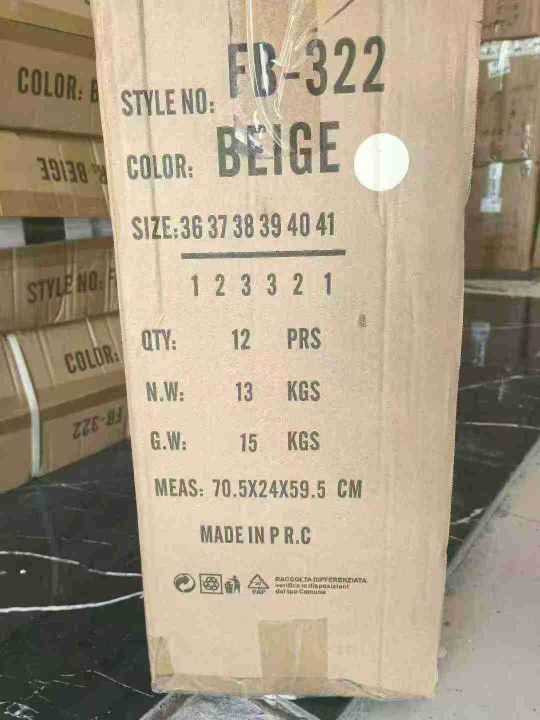 STYLE NO: FB-322
COLOR: BEIGE
SIZE: 36 37 38 39 40 41
1 2 3 3 2 1
QTY: 12 PRS
N.W: 13 KGS
G.W: 15 KGS
MEAS: 70.5X24X59.5 CM
MADE IN P R.C
PAP
RACCOLTA DIFFERENZIATA
verifica le disposizioni
del tuo Comune
COLOR: B
: BEIGE
STYLE NO: F
COLOR:
FB-322